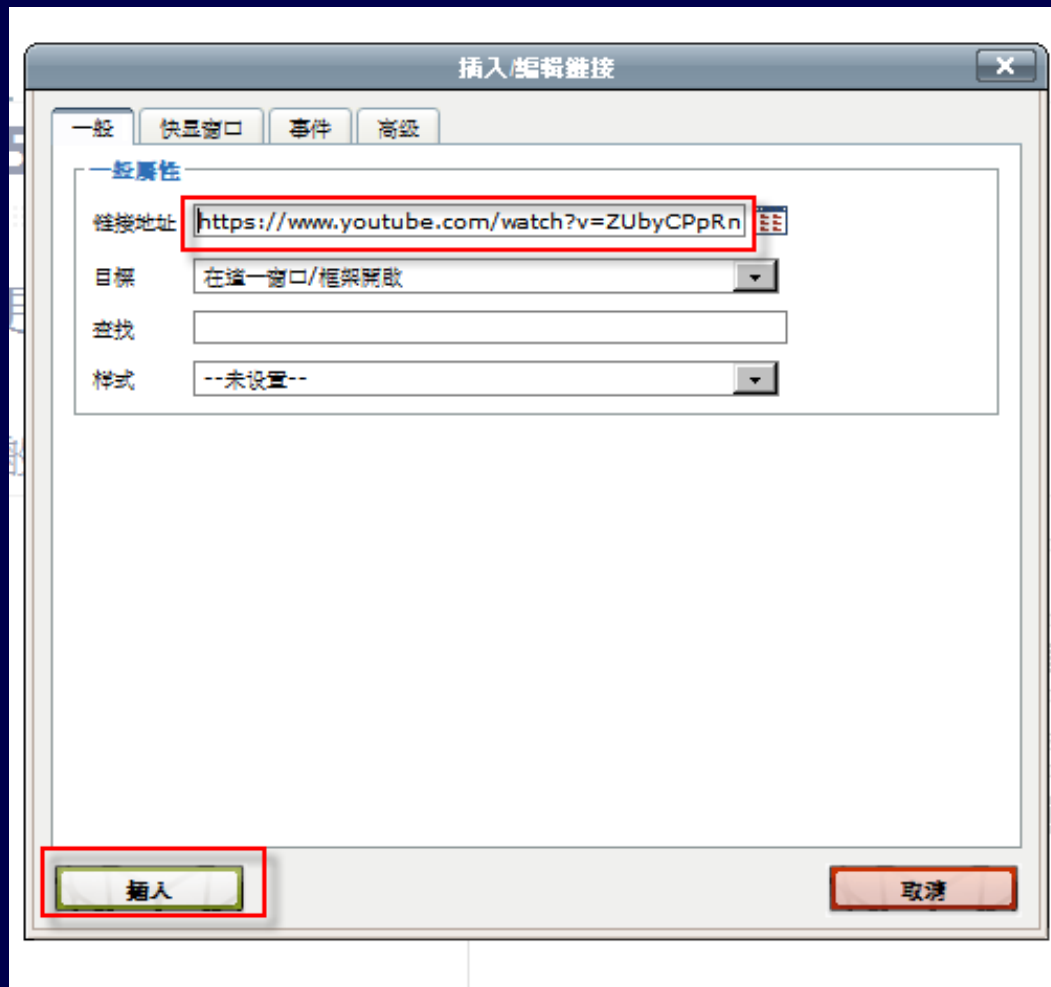 插入/編輯鏈接
一般 快显窗口 事件 高级
一般屬性
鏈接地址 https://www.youtube.com/watch?v=ZUbyCPpRn
目標 在這一窗口/框架開啟
查找
样式 --未设置--
插入 取消